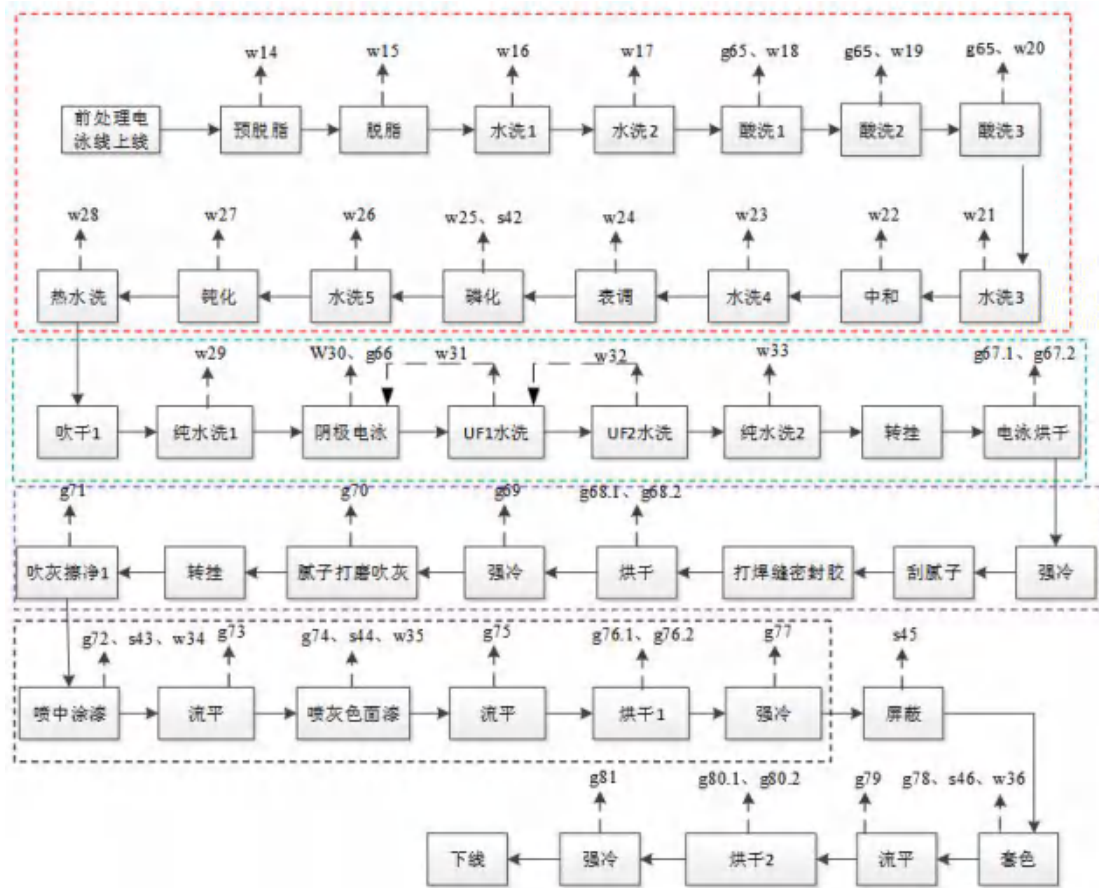 w14 w15 w16 w17 g65、w18 g65、w19 g65、w20
前处理电
泳线上线
预脱脂 脱脂 水洗1 水洗2 酸洗1 酸洗2 酸洗3
w28 w27 w26 w25、s42 w24 w23 w22 w21
热水洗 钝化 水洗5 磷化 表调 水洗4 中和 水洗3
w29 W30、g66 w31 w32 w33 g67.1、g67.2
吹干1 纯水洗1 阴极电泳 UF1水洗 UF2水洗 纯水洗2 转挂 电泳烘干
g71 g70 g69 g68.1、g68.2
吹灰擦净1 转挂 腻子打磨吹灰 强冷 烘干 打焊缝密封胶 刮腻子 强冷
g72、s43、w34 g73 g74、s44、w35 g75 g76.1、g76.2 g77 s45
喷中涂漆 流平 喷灰色面漆 流平 烘干1 强冷 屏蔽
g81 g80.1、g80.2 g79 g78、s46、w36
下线 强冷 烘干2 流平 套色